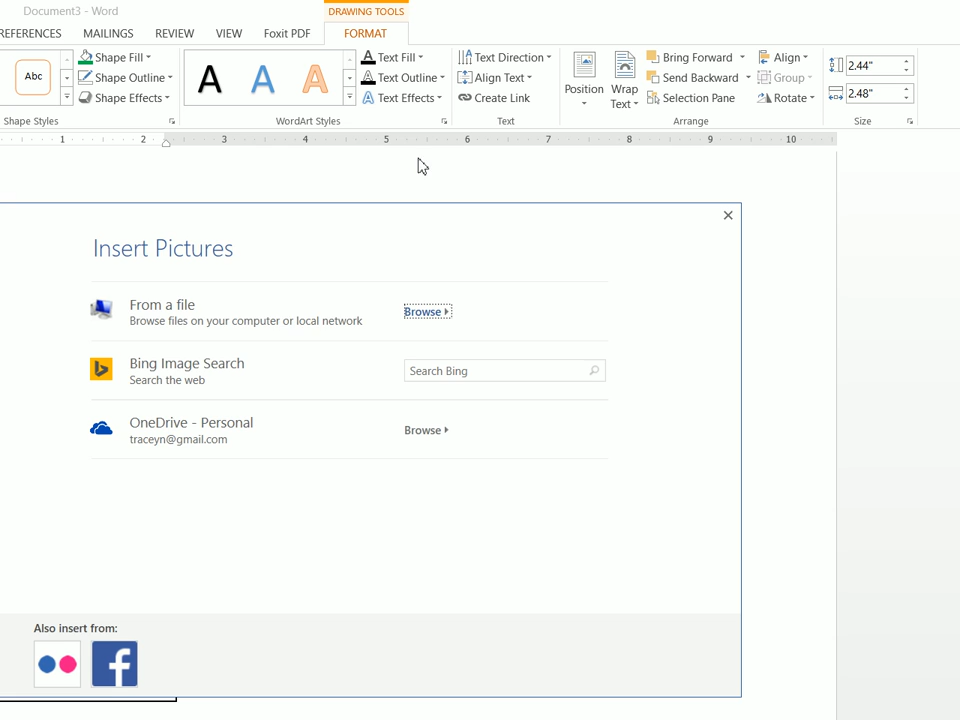 Document3 - Word
DRAWING TOOLS
REFERENCES MAILINGS REVIEW VIEW Foxit PDF FORMAT
Abc
Shape Fill
Shape Outline
Shape Effects
Shape Styles
A A A
WordArt Styles
Text Fill
Text Outline
Text Effects
Text Direction
Align Text
Create Link
Text
Position
Wrap
Text
Bring Forward
Send Backward
Selection Pane
Align
Group
Rotate
Arrange
2.44"
2.48"
Size
1 2 3 4 5 6 7 8 9 10
Insert Pictures
From a file
Browse files on your computer or local network
Browse
Bing Image Search
Search the web
Search Bing
OneDrive - Personal
traceyn@gmail.com
Browse
Also insert from: